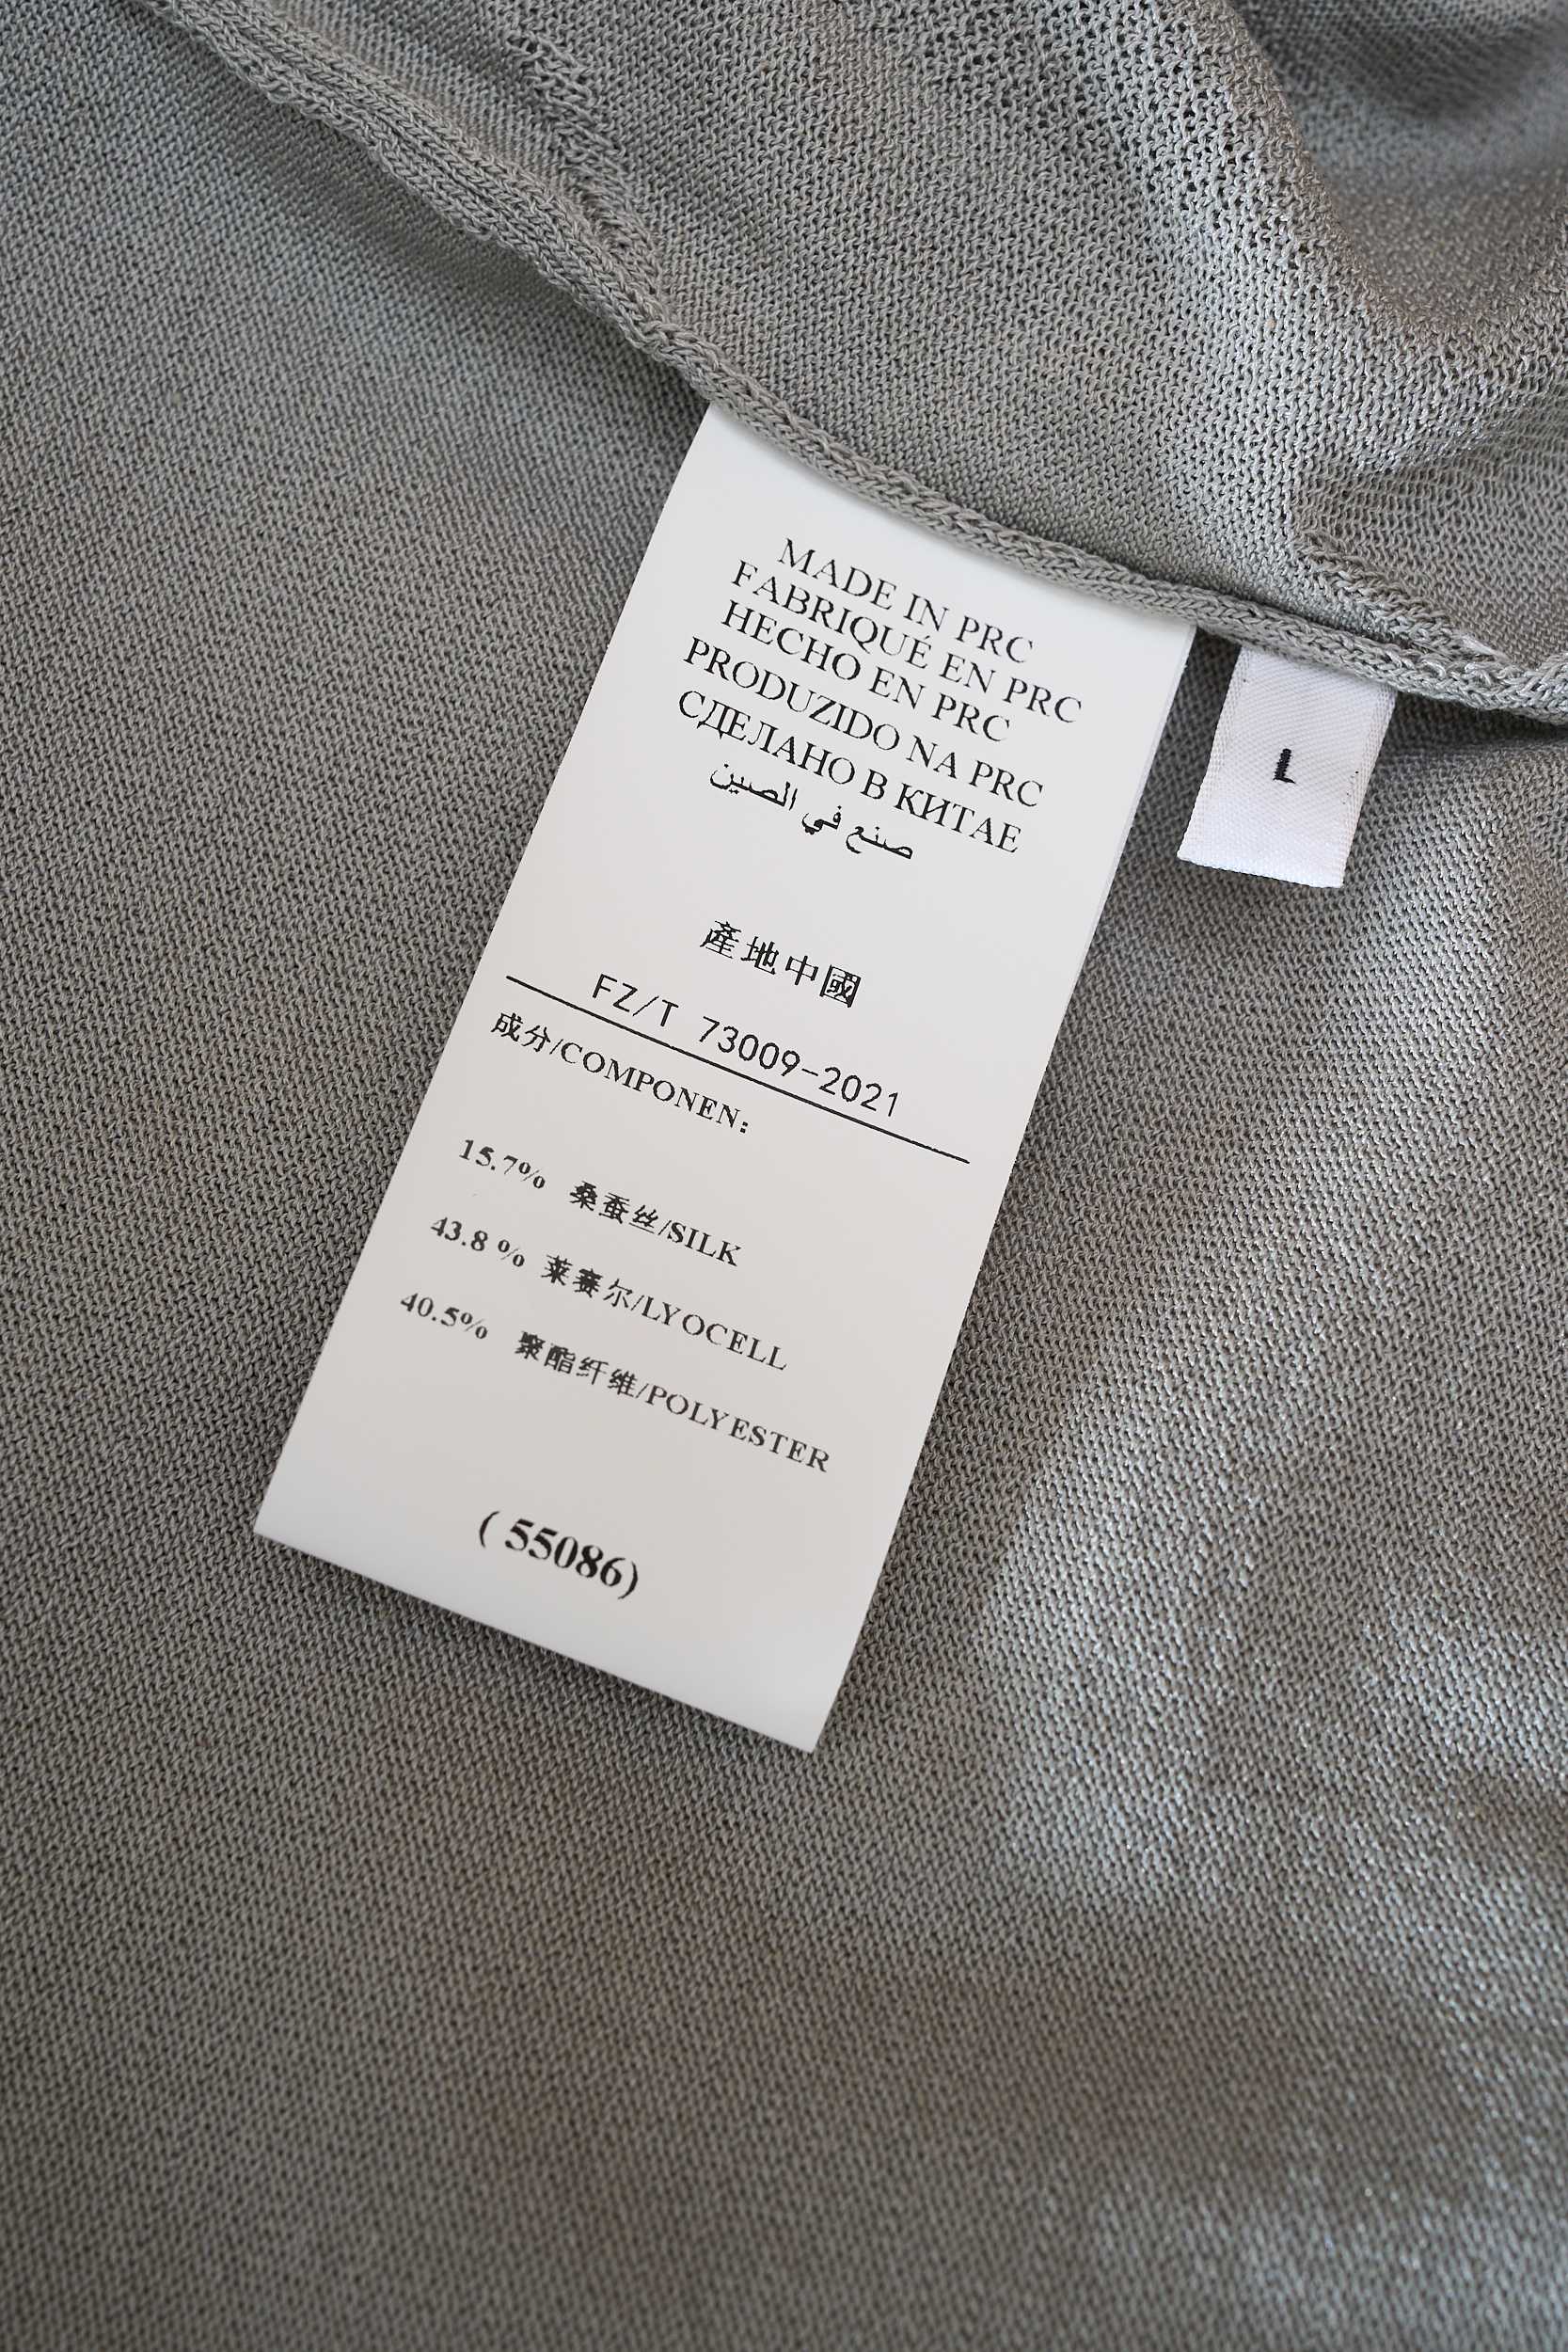 MADE IN PRC
FABRIQUÉ EN PRC
HECHO EN PRC
PRODUZIDO NA PRC
СДЕЛАНО В КИТАЕ
صنع في الصين
產地中國
FZ/T 73009-2021
成分/COMPONEN:
15.7% 桑蚕丝/SILK
43.8 % 莱赛尔/LYOCELL
40.5% 聚酯纤维/POLYESTER
( 55086)
L